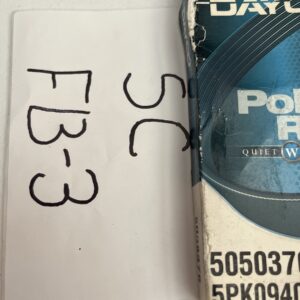 5C
FB-3
DAYC
Pol
R
QUIET W
505037
5PK094